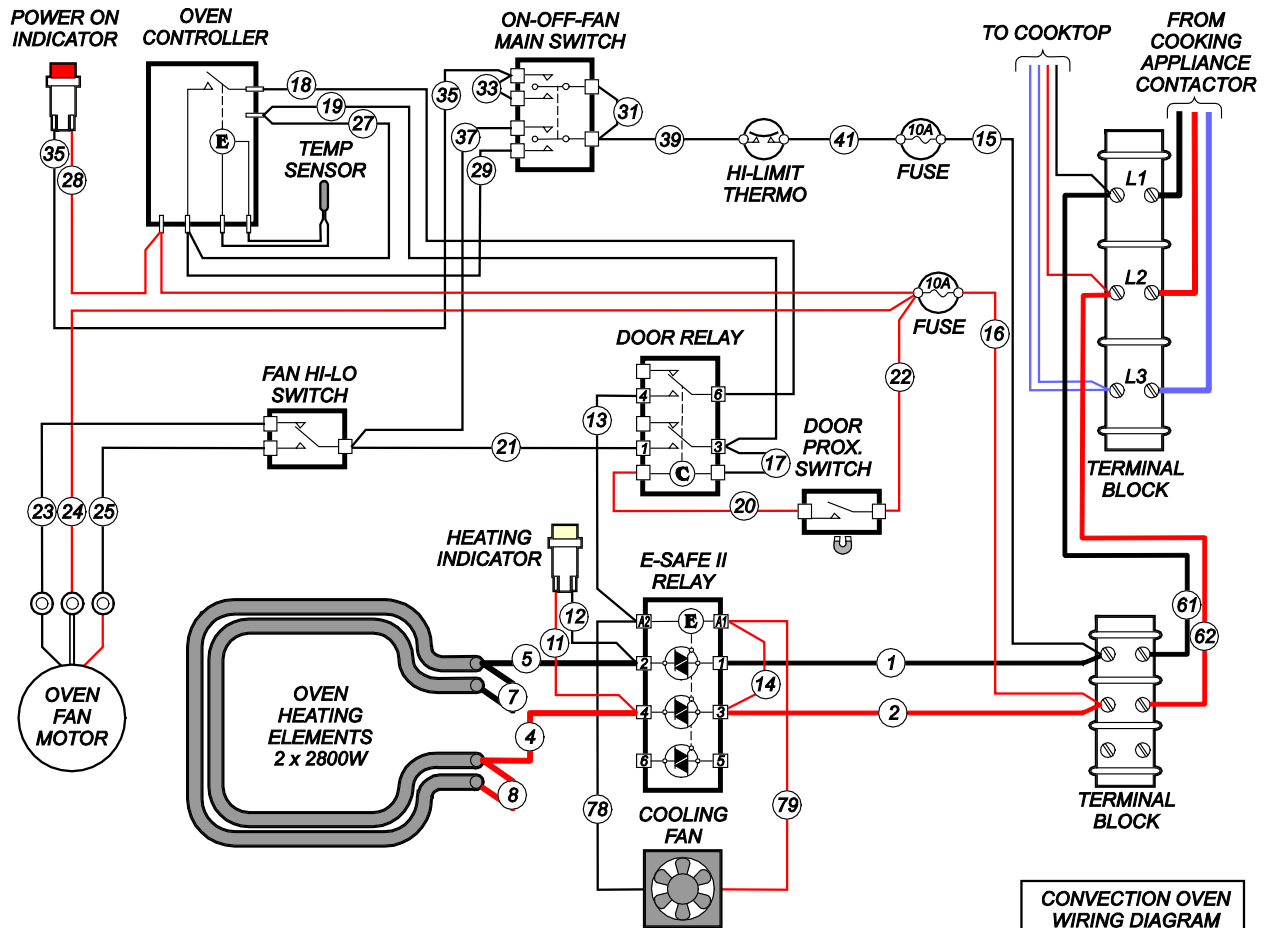 POWER ON
INDICATOR
OVEN
CONTROLLER
ON-OFF-FAN
MAIN SWITCH
TO COOKTOP
FROM
COOKING
APPLIANCE
CONTACTOR
18
19
27
E
TEMP
SENSOR
35
33
31
37
29
39
HI-LIMIT
THERMO
41
10A
FUSE
15
35
28
L1
L2
L3
TERMINAL
BLOCK
10A
FUSE
16
22
DOOR RELAY
4
6
1
3
C
13
17
FAN HI-LO
SWITCH
21
DOOR
PROX.
SWITCH
20
23
24
25
HEATING
INDICATOR
12
11
E-SAFE II
RELAY
A2
E
A1
2
1
4
3
6
5
14
61
62
1
2
5
7
4
8
OVEN
FAN
MOTOR
OVEN
HEATING
ELEMENTS
2 x 2800W
78
79
COOLING
FAN
TERMINAL
BLOCK
CONVECTION OVEN
WIRING DIAGRAM